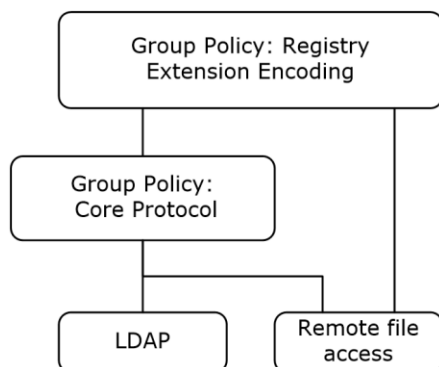 Group Policy: Registry
Extension Encoding
Group Policy:
Core Protocol
LDAP
Remote file
access